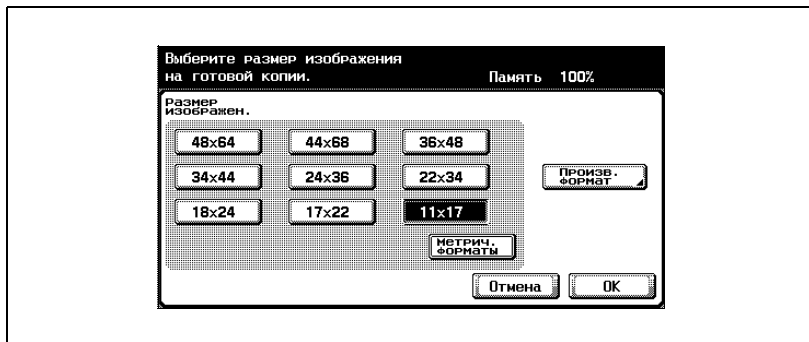 Выберите размер изображения
на готовой копии. Память 100%
Размер
изображен.
48x64 44x68 36x48
34x44 24x36 22x34
Произв.
формат
18x24 17x22 11x17
метрич.
форматы
Отмена OK